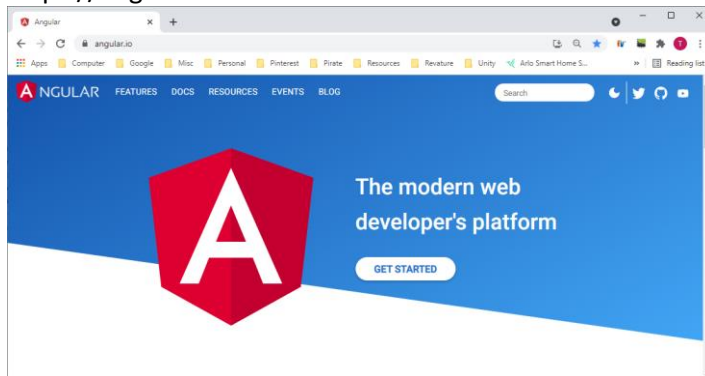 Angular
angular.io
Apps Computer Google Misc Personal Pinterest Pirate Resources Revature Unity Arlo Smart Home S... » Reading list
NGULAR FEATURES DOCS RESOURCES EVENTS BLOG Search
The modern web
developer's platform
GET STARTED